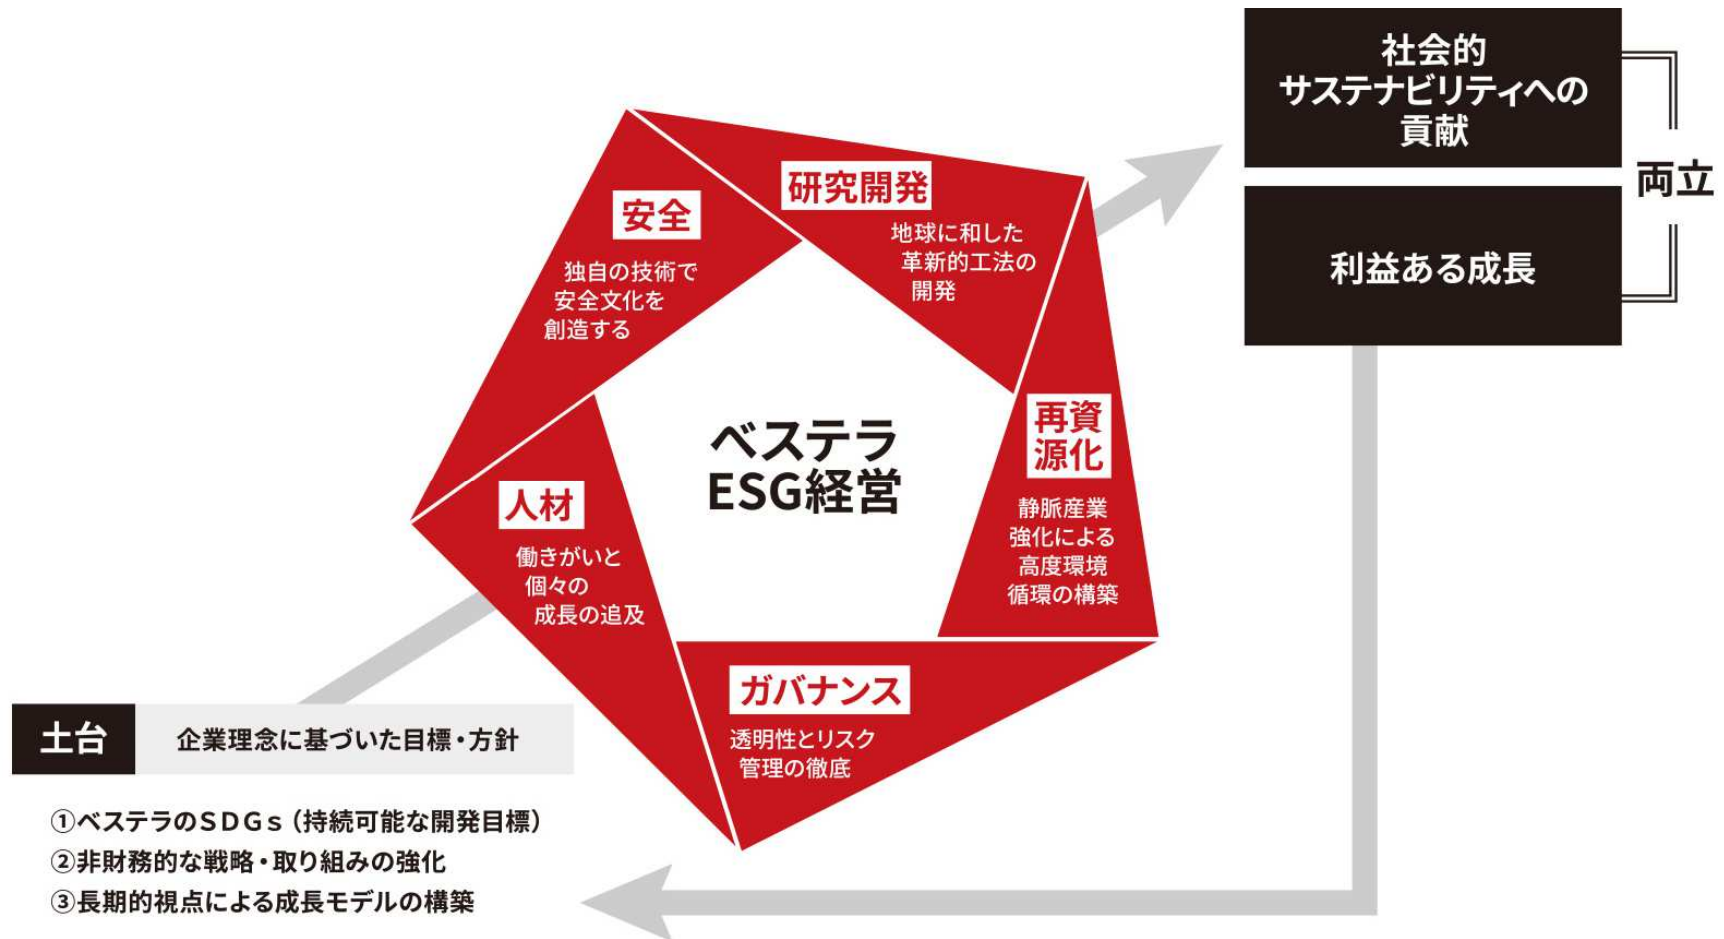 社会的
サステナビリティへの
貢献
両立
利益ある成長
研究開発
地球に和した
革新的工法の
開発
安全
独自の技術で
安全文化を
創造する
ベステラ
ESG経営
再資
源化
静脈産業
強化による
高度環境
循環の構築
人材
働きがいと
個々の
成長の追及
ガバナンス
透明性とリスク
管理の徹底
土台
企業理念に基づいた目標・方針
①ベステラのSDGs(持続可能な開発目標)
②非財務的な戦略・取り組みの強化
③長期的視点による成長モデルの構築